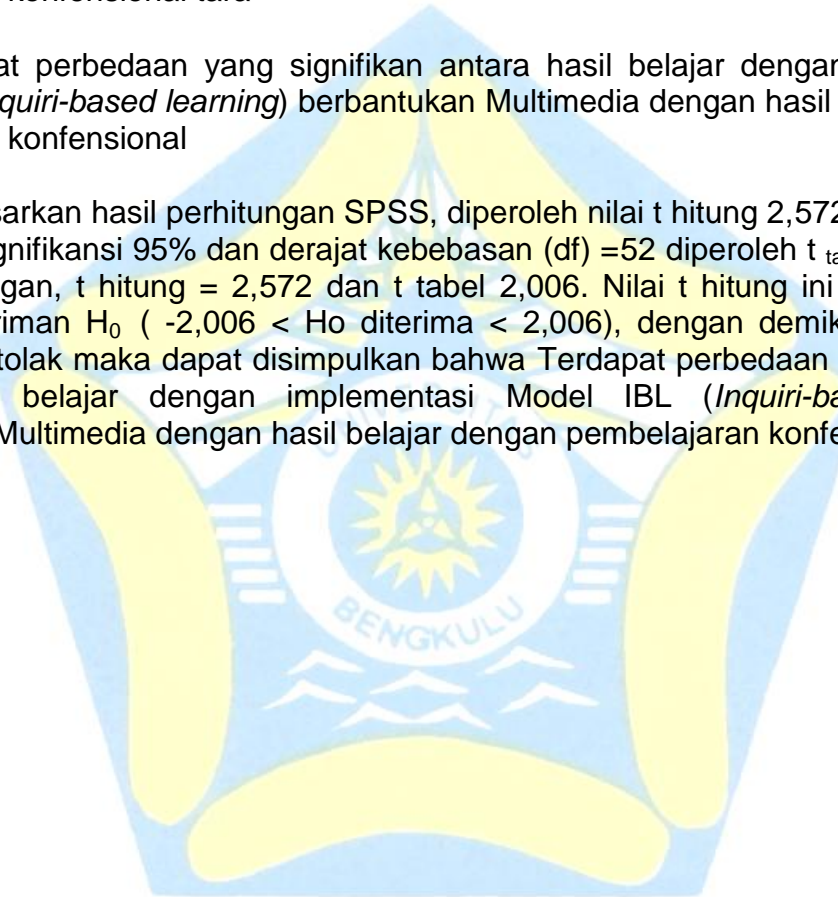 konfensional tara
at perbedaan yang signifikan antara hasil belajar dengan
quiri-based learning) berbantukan Multimedia dengan hasil
konfensional
sarkan hasil perhitungan SPSS, diperoleh nilai t hitung 2,572
gnifikansi 95% dan derajat kebebasan (df) =52 diperoleh t ta
gan, t hitung = 2,572 dan t tabel 2,006. Nilai t hitung ini
riman H0 ( -2,006 < Ho diterima < 2,006), dengan demik
tolak maka dapat disimpulkan bahwa Terdapat perbedaan
belajar dengan implementasi Model IBL (Inquiri-ba
Multimedia dengan hasil belajar dengan pembelajaran konfe
UNIVERSITAS
BENGKULU